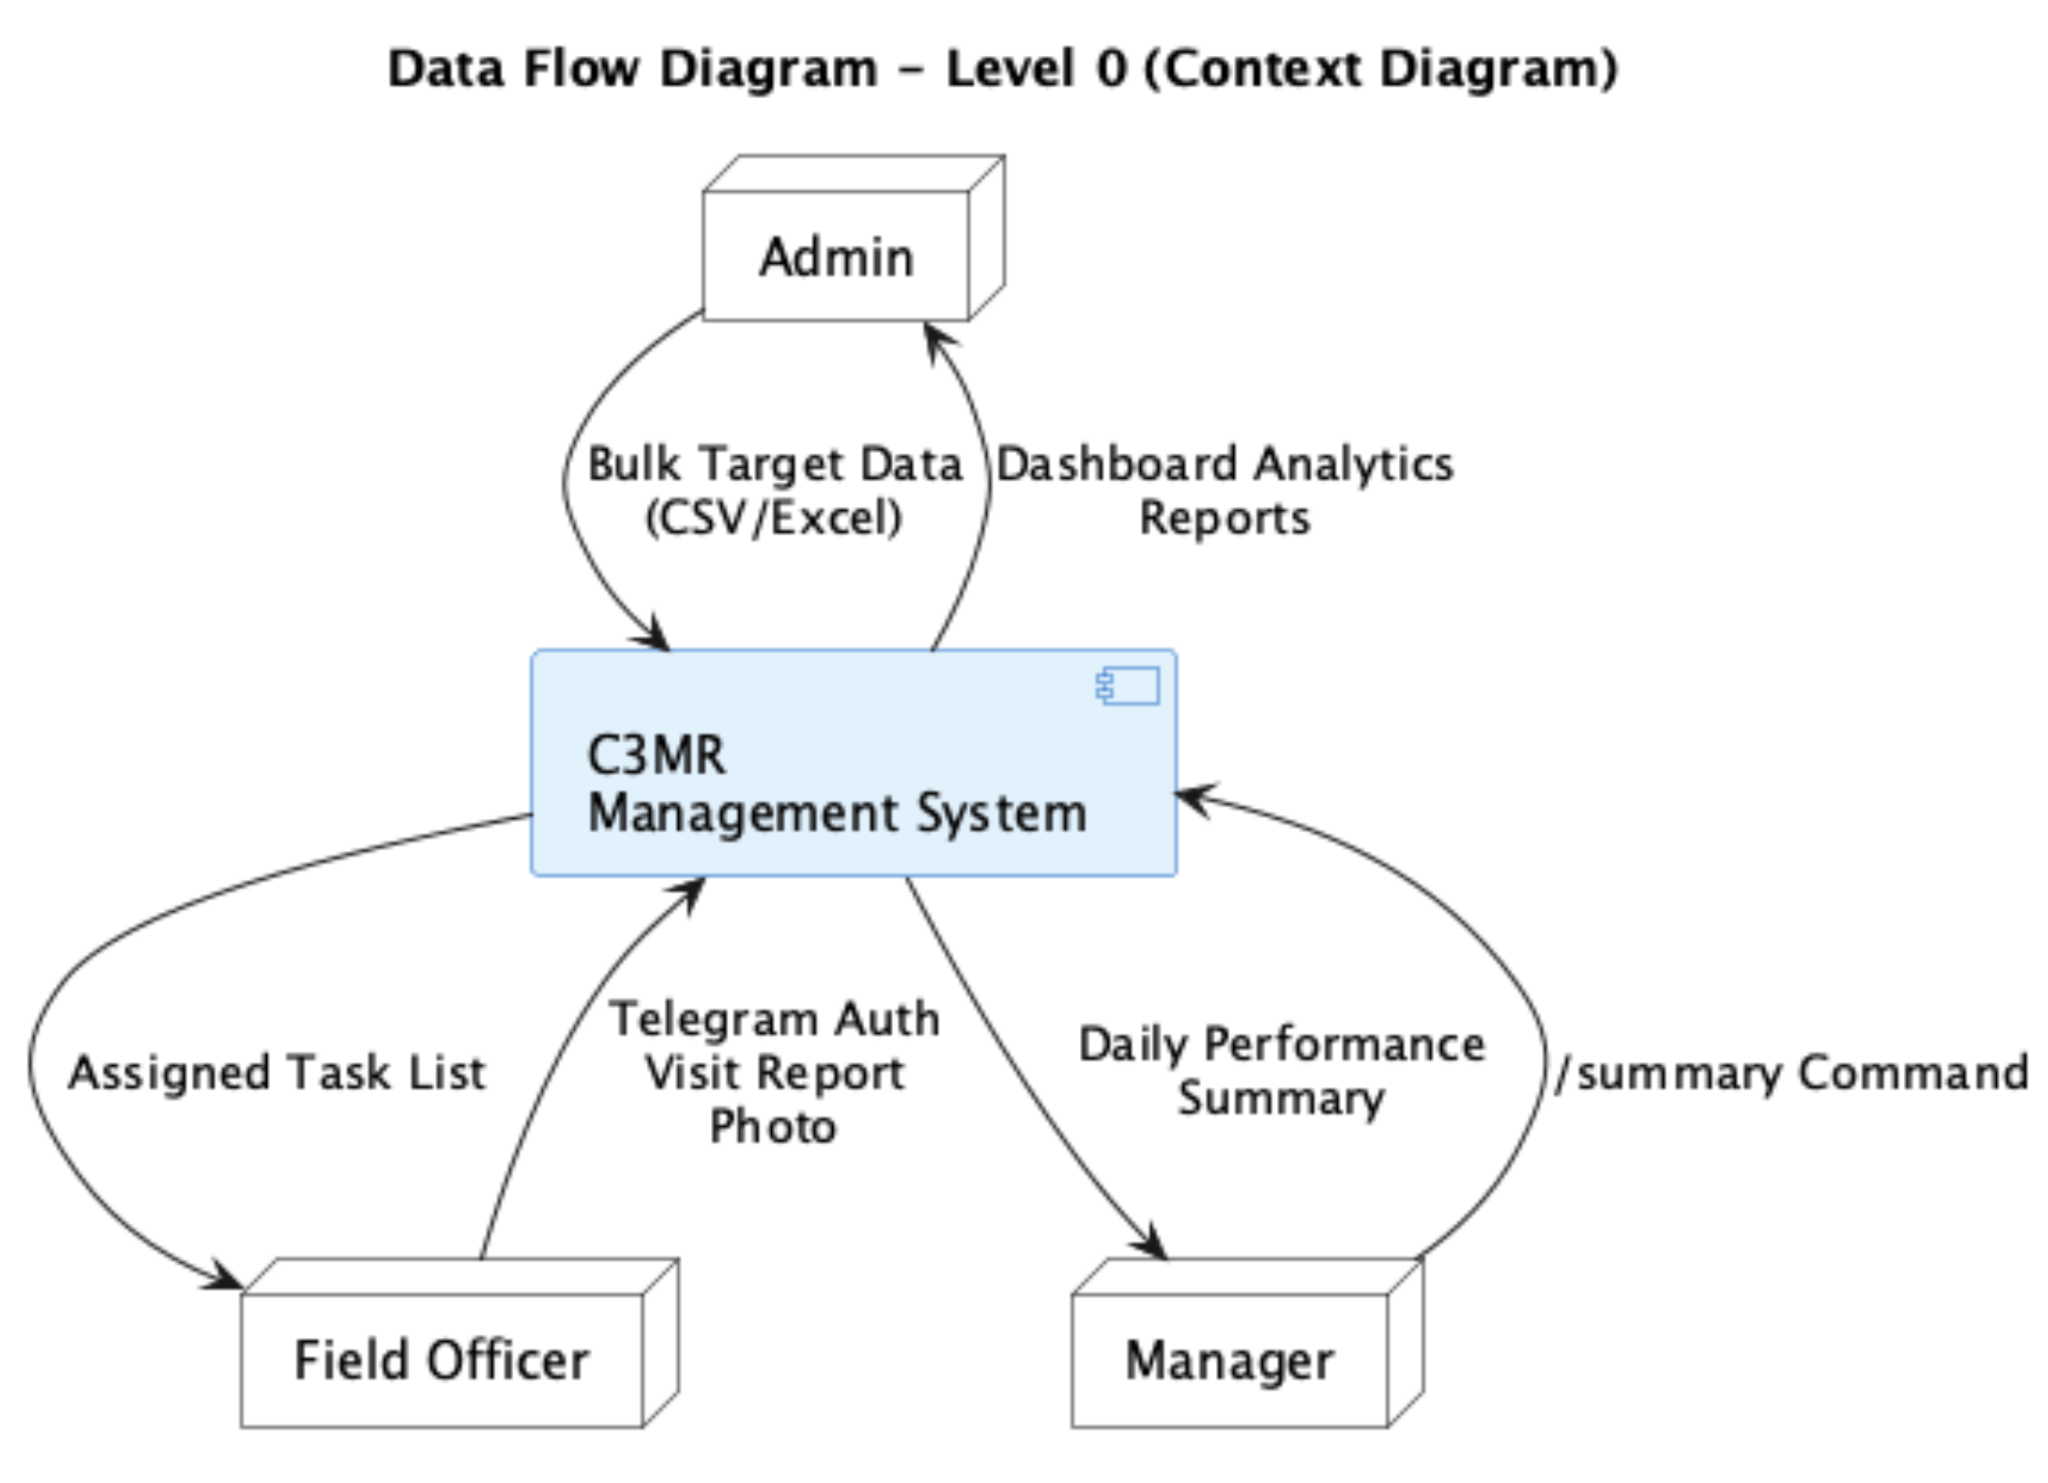 Data Flow Diagram – Level 0 (Context Diagram)
Admin
Bulk Target Data
(CSV/Excel)
Dashboard Analytics
Reports
C3MR
Management System
Assigned Task List
Telegram Auth
Visit Report
Photo
Daily Performance
Summary
/summary Command
Field Officer
Manager